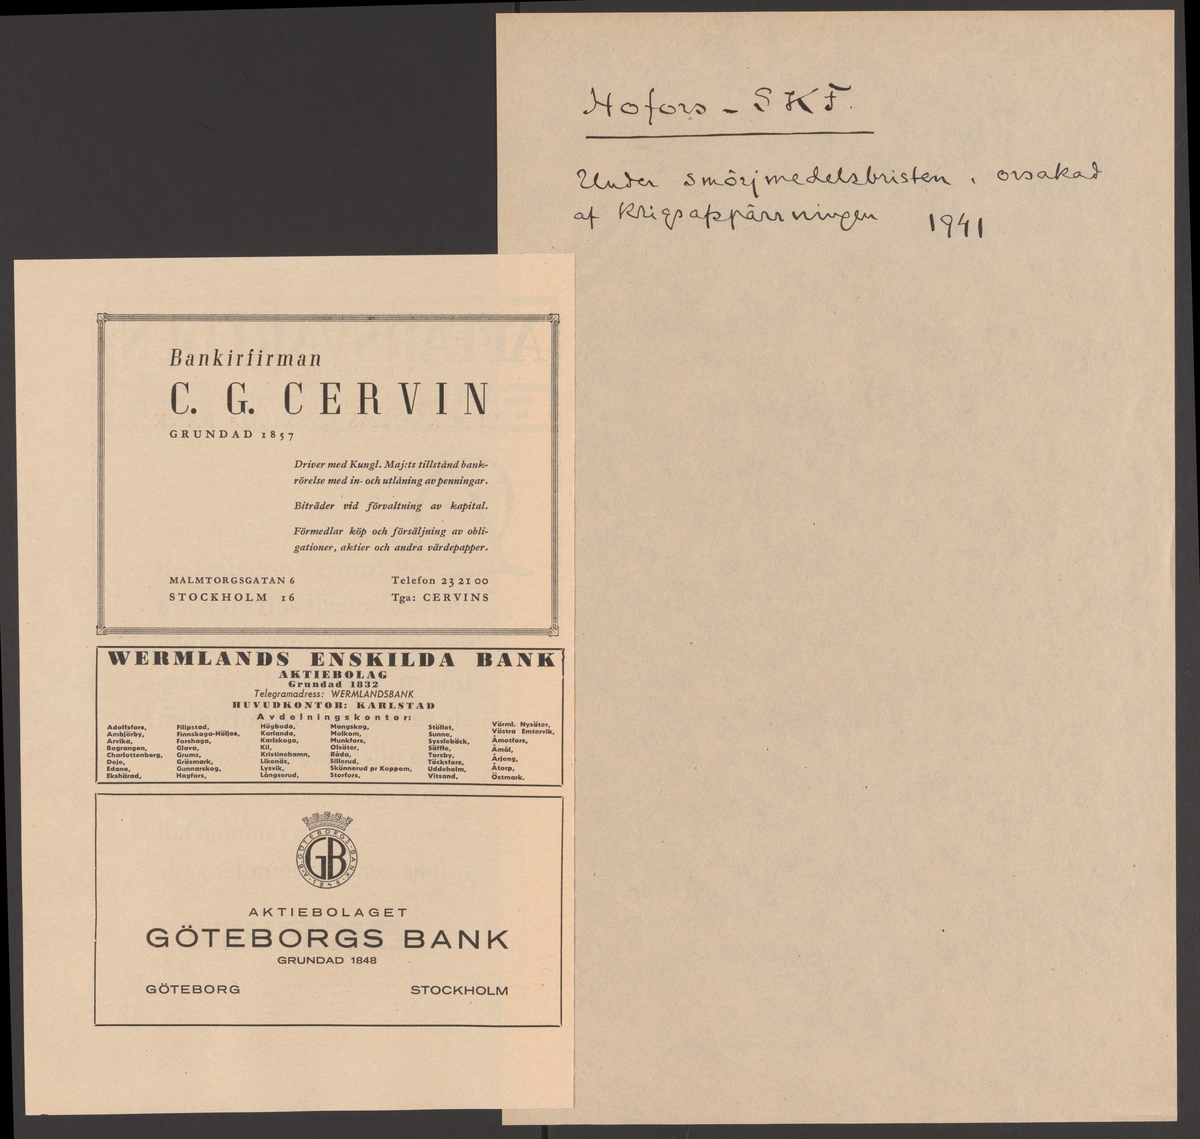 Hofors - SKF.
Under smörjmedelsbristen, orsakad
af krigsafspärrningen 1941
Bankirfirman
C. G. CERVIN
GRUNDAD 1857
Driver med Kungl. Maj:ts tillstånd bank-
rörelse med in- och utlåning av penningar.
Biträder vid förvaltning av kapital.
Förmedlar köp och försäljning av obli-
gationer, aktier och andra värdepapper.
MALMTORGSGATAN 6
STOCKHOLM 16
Telefon 23 21 00
Tga: CERVINS
WERMLANDS ENSKILDA BANK
AKTIEBOLAG
Grundad 1832
Telegramadress: WERMLANDSBANK
HUVUDKONTOR: KARLSTAD
Avdelningskontor:
Adolfsfors,
Ambjörby,
Arvika,
Bograngen,
Charlottenberg,
Deje,
Edane,
Ekshärad,
Filipstad,
Finnskoga-Höljes,
Forshaga,
Glava,
Grums,
Gräsmark,
Gunnarskog,
Hagfors,
Högboda,
Karlanda,
Karlskoga,
Kil,
Kristinehamn,
Likenäs,
Lysvik,
Långserud,
Mangskog,
Molkom,
Munkfors,
Olsäter,
Råda,
Sillerud,
Skönnerud pr Koppom,
Storfors,
Stöllet,
Sunne,
Sysslebäck,
Säffle,
Torsby,
Töcksfors,
Uddeholm,
Vitsand,
Värml. Nysäter,
Västra Emtervik,
Åmotfors,
Åmål,
Årjeng,
Åtorp,
Östmark.
GÖTEBORGS·BANK
GB
A-B
1848
AKTIEBOLAGET
GÖTEBORGS BANK
GRUNDAD 1848
GÖTEBORG
STOCKHOLM